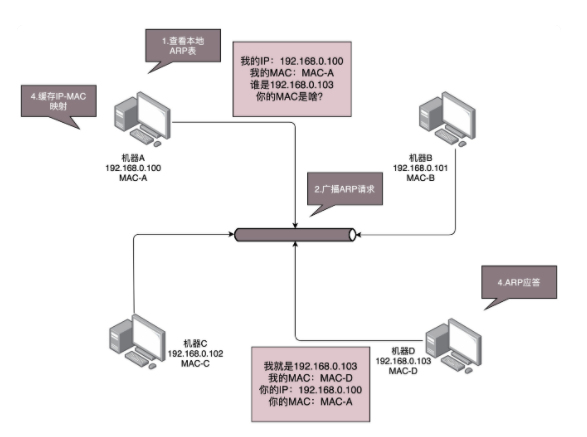 1.查看本地
ARP表
我的IP：192.168.0.100
我的MAC：MAC-A
谁是192.168.0.103
你的MAC是啥?
4.缓存IP-MAC
映射
机器A
192.168.0.100
MAC-A
机器B
192.168.0.101
MAC-B
2.广播ARP请求
4.ARP应答
机器C
192.168.0.102
MAC-C
机器D
192.168.0.103
MAC-D
我就是192.168.0.103
我的MAC：MAC-D
你的IP：192.168.0.100
你的MAC：MAC-A